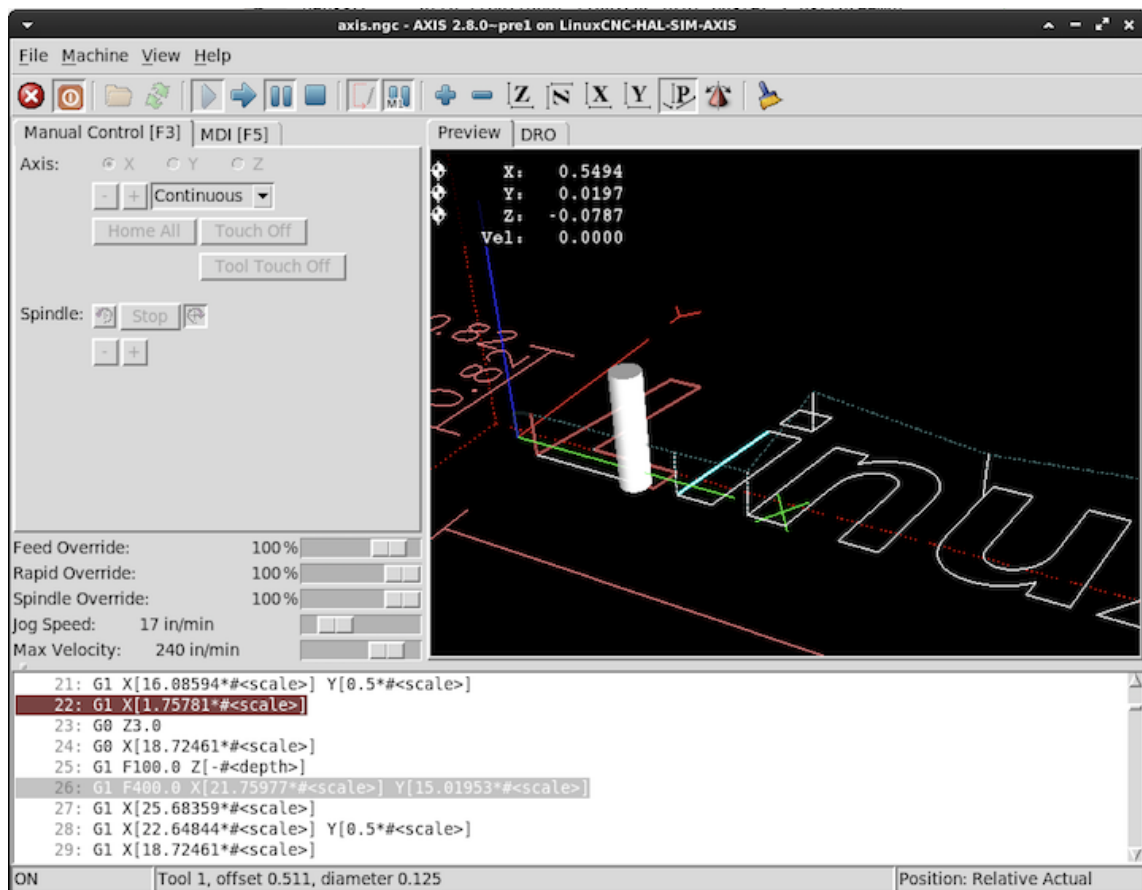 axis.ngc - AXIS 2.8.0~pre1 on LinuxCNC-HAL-SIM-AXIS
File Machine View Help
Z N X Y P
Manual Control [F3] MDI [F5]
Preview DRO
Axis: X Y Z
- + Continuous
Home All Touch Off
Tool Touch Off
Spindle: Stop
- +
X: 0.5494
Y: 0.0197
Z: -0.0787
Vel: 0.0000
Y
X
Linu
Feed Override: 100%
Rapid Override: 100%
Spindle Override: 100%
Jog Speed: 17 in/min
Max Velocity: 240 in/min
21: G1 X[16.08594*#<scale>] Y[0.5*#<scale>]
22: G1 X[1.75781*#<scale>]
23: G0 Z3.0
24: G0 X[18.72461*#<scale>]
25: G1 F100.0 Z[-#<depth>]
26: G1 F400.0 X[21.75977*#<scale>] Y[15.01953*#<scale>]
27: G1 X[25.68359*#<scale>]
28: G1 X[22.64844*#<scale>] Y[0.5*#<scale>]
29: G1 X[18.72461*#<scale>]
ON
Tool 1, offset 0.511, diameter 0.125
Position: Relative Actual